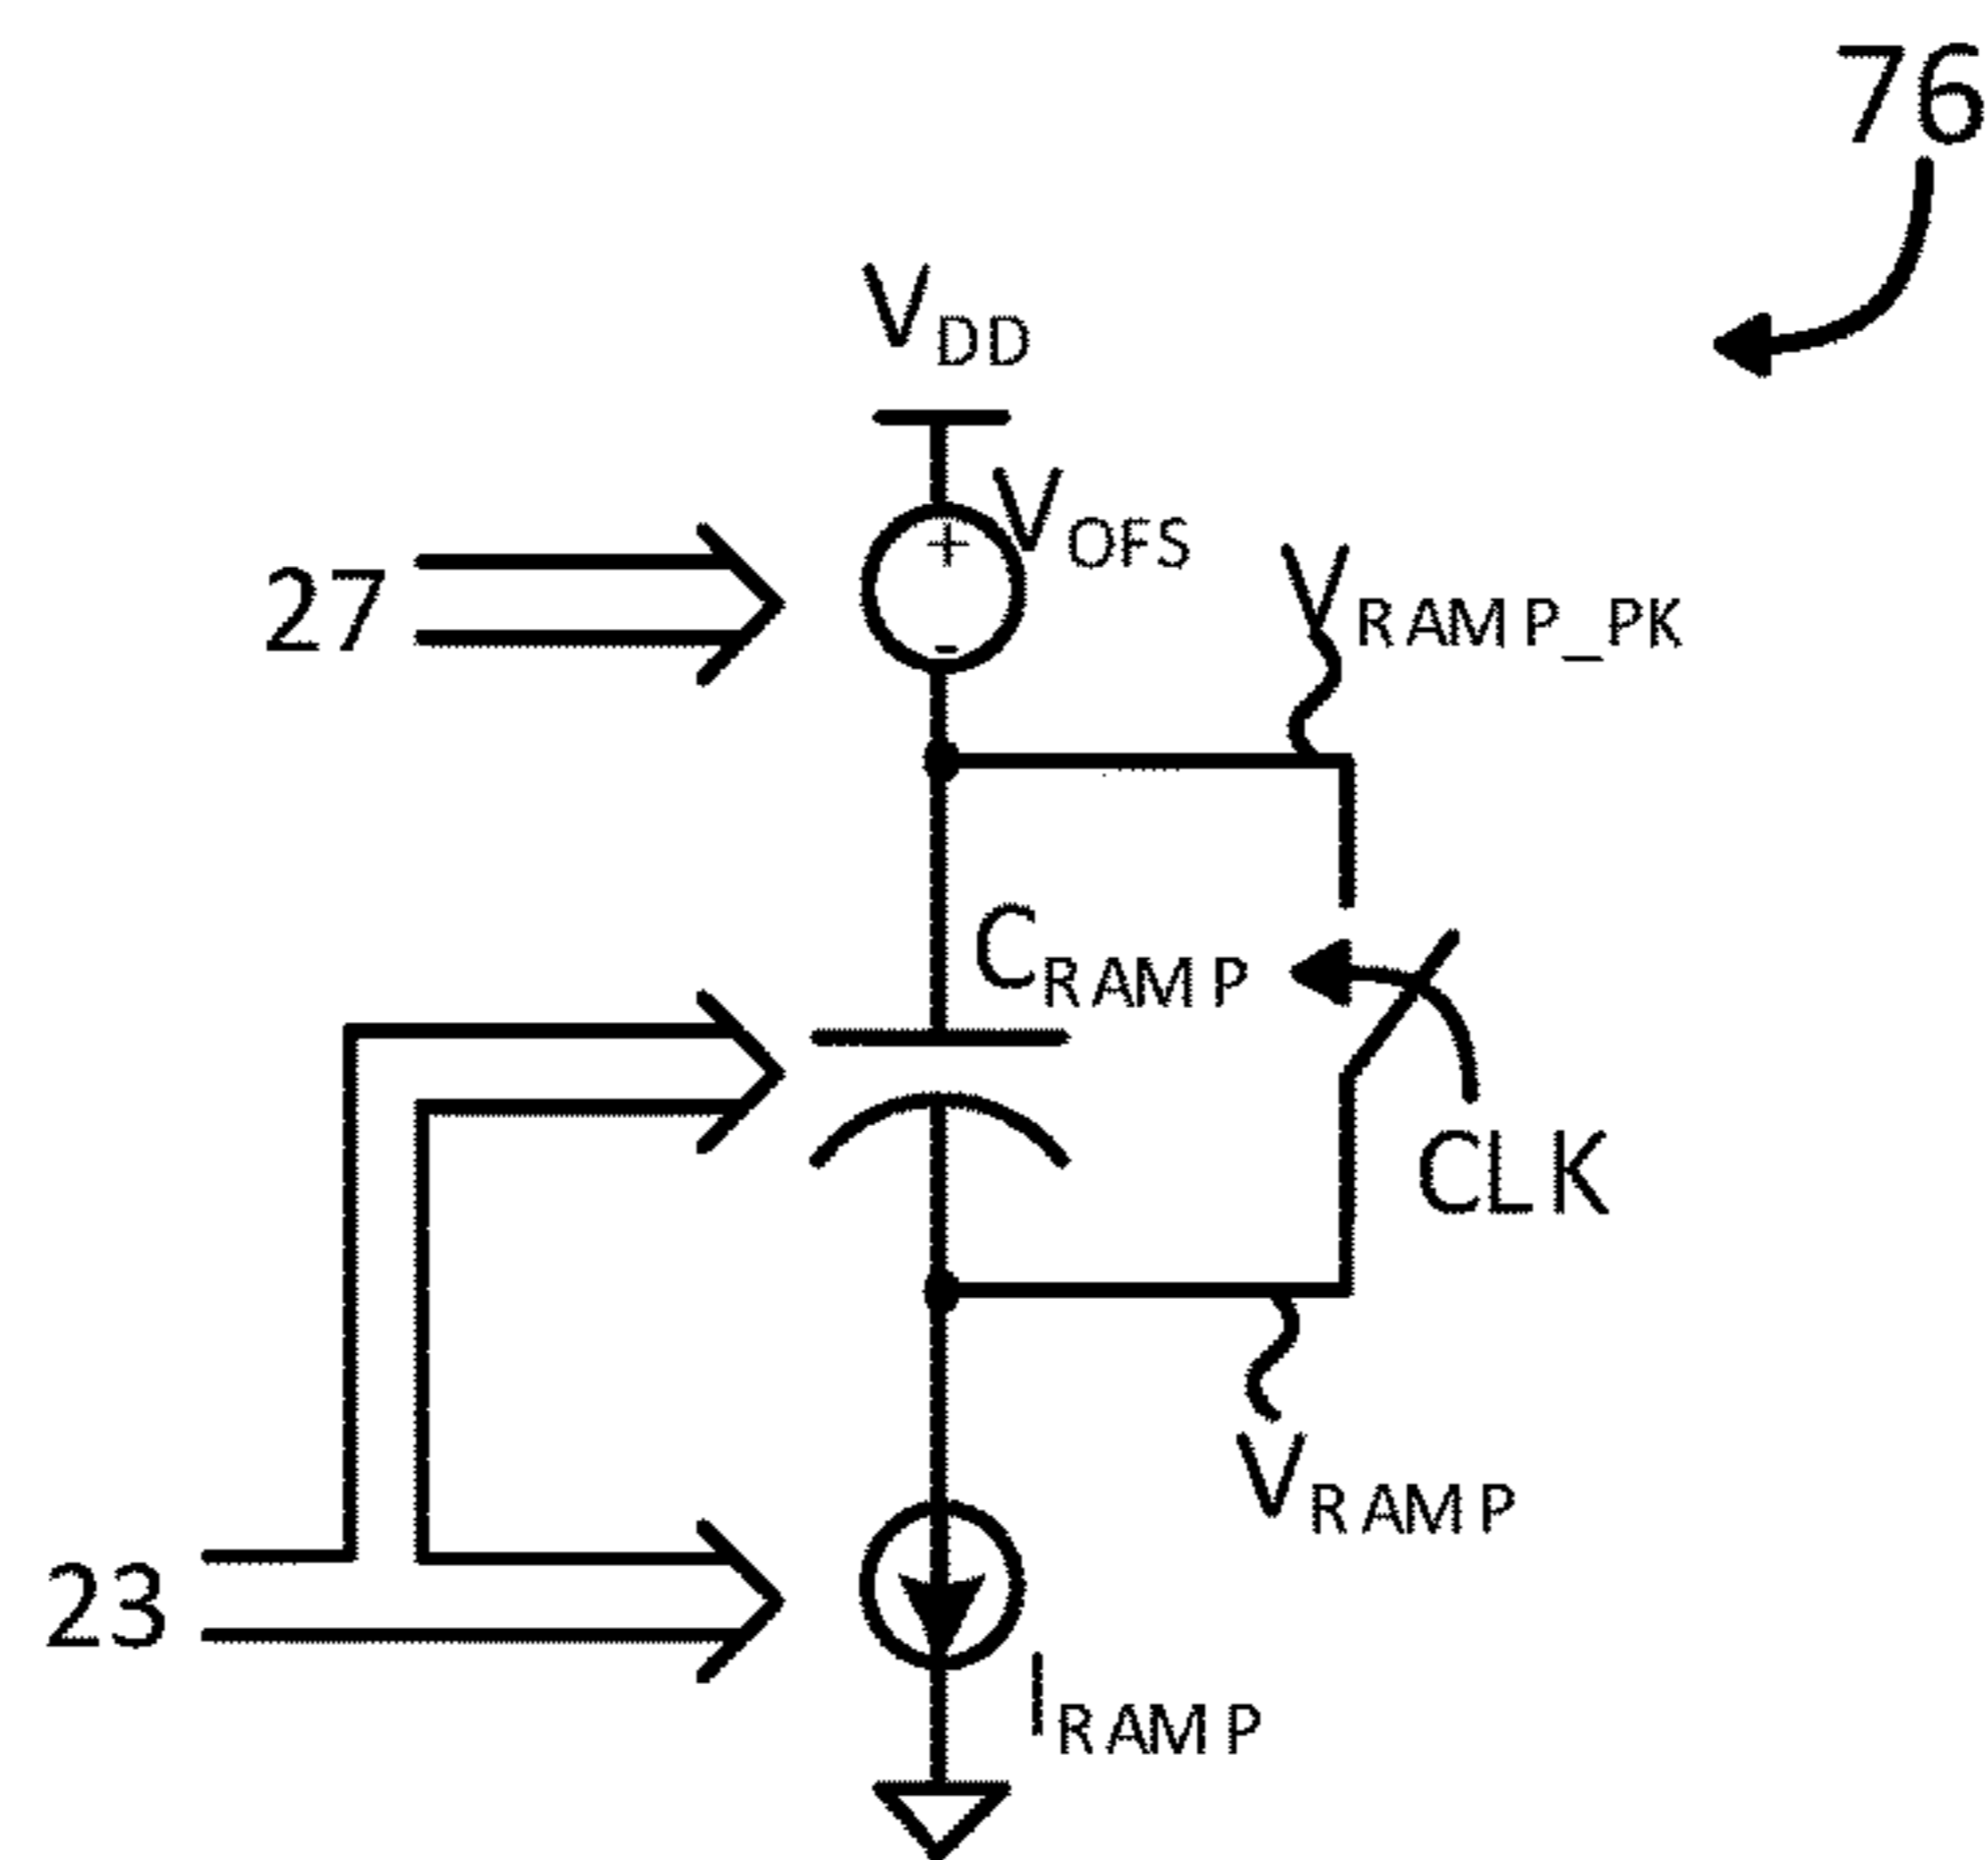 76
VDD
+
VOFS
27
VRAMP_PK
-
CRAMP
CLK
VRAMP
23
IRAMP